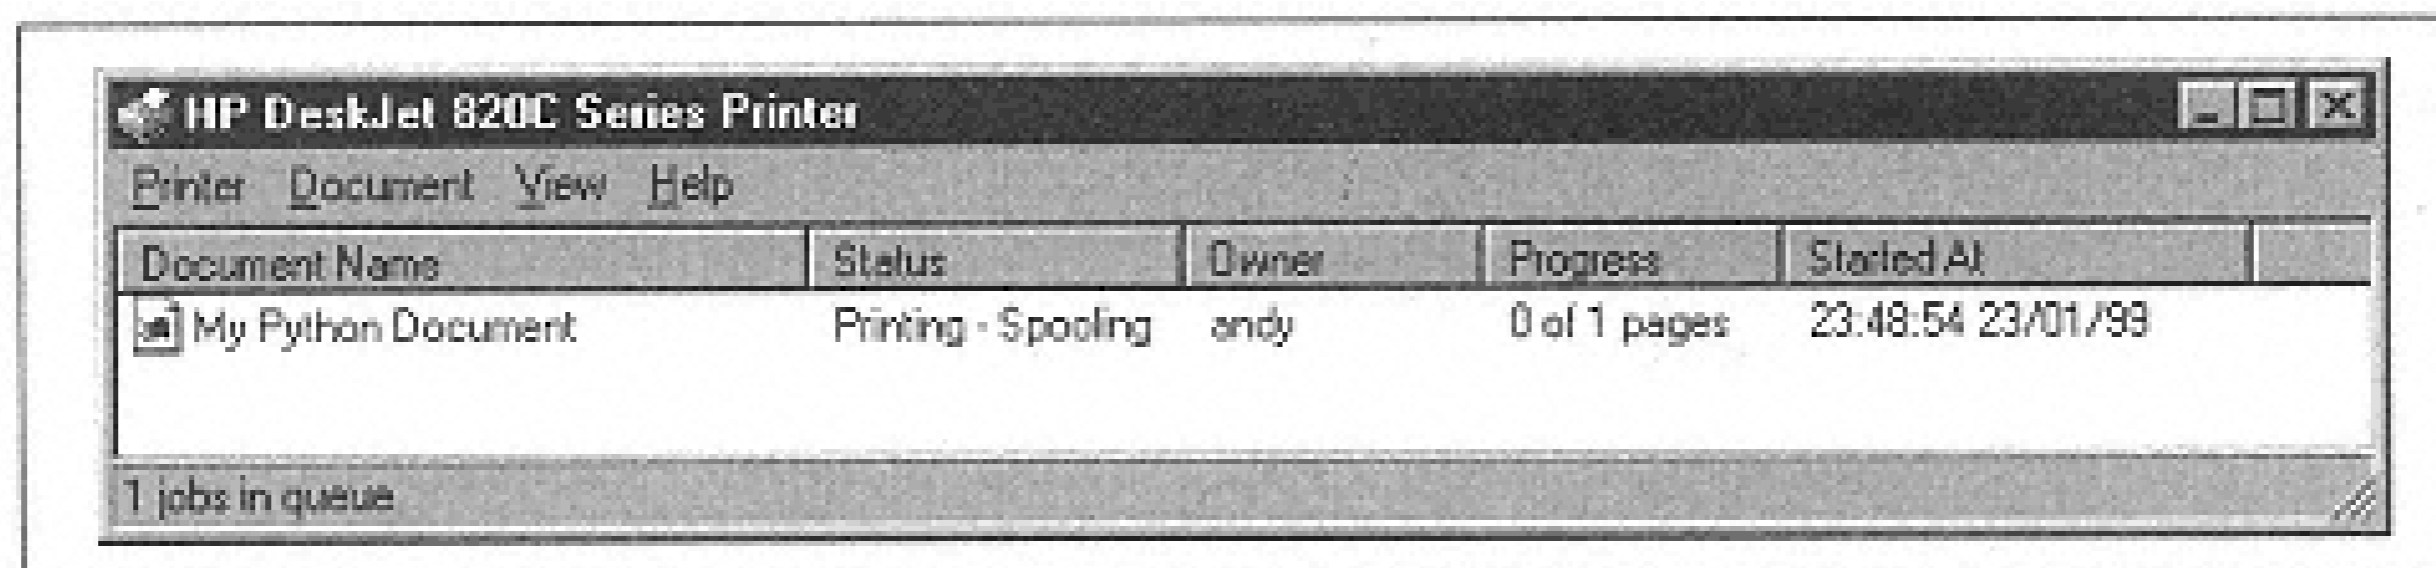 HP DeskJet 820C Series Printer
Printer Document View Help
Document Name Status Owner Progress Started At
My Python Document Printing - Spooling andy 0 of 1 pages 23:48:54 23/01/99
1 jobs in queue